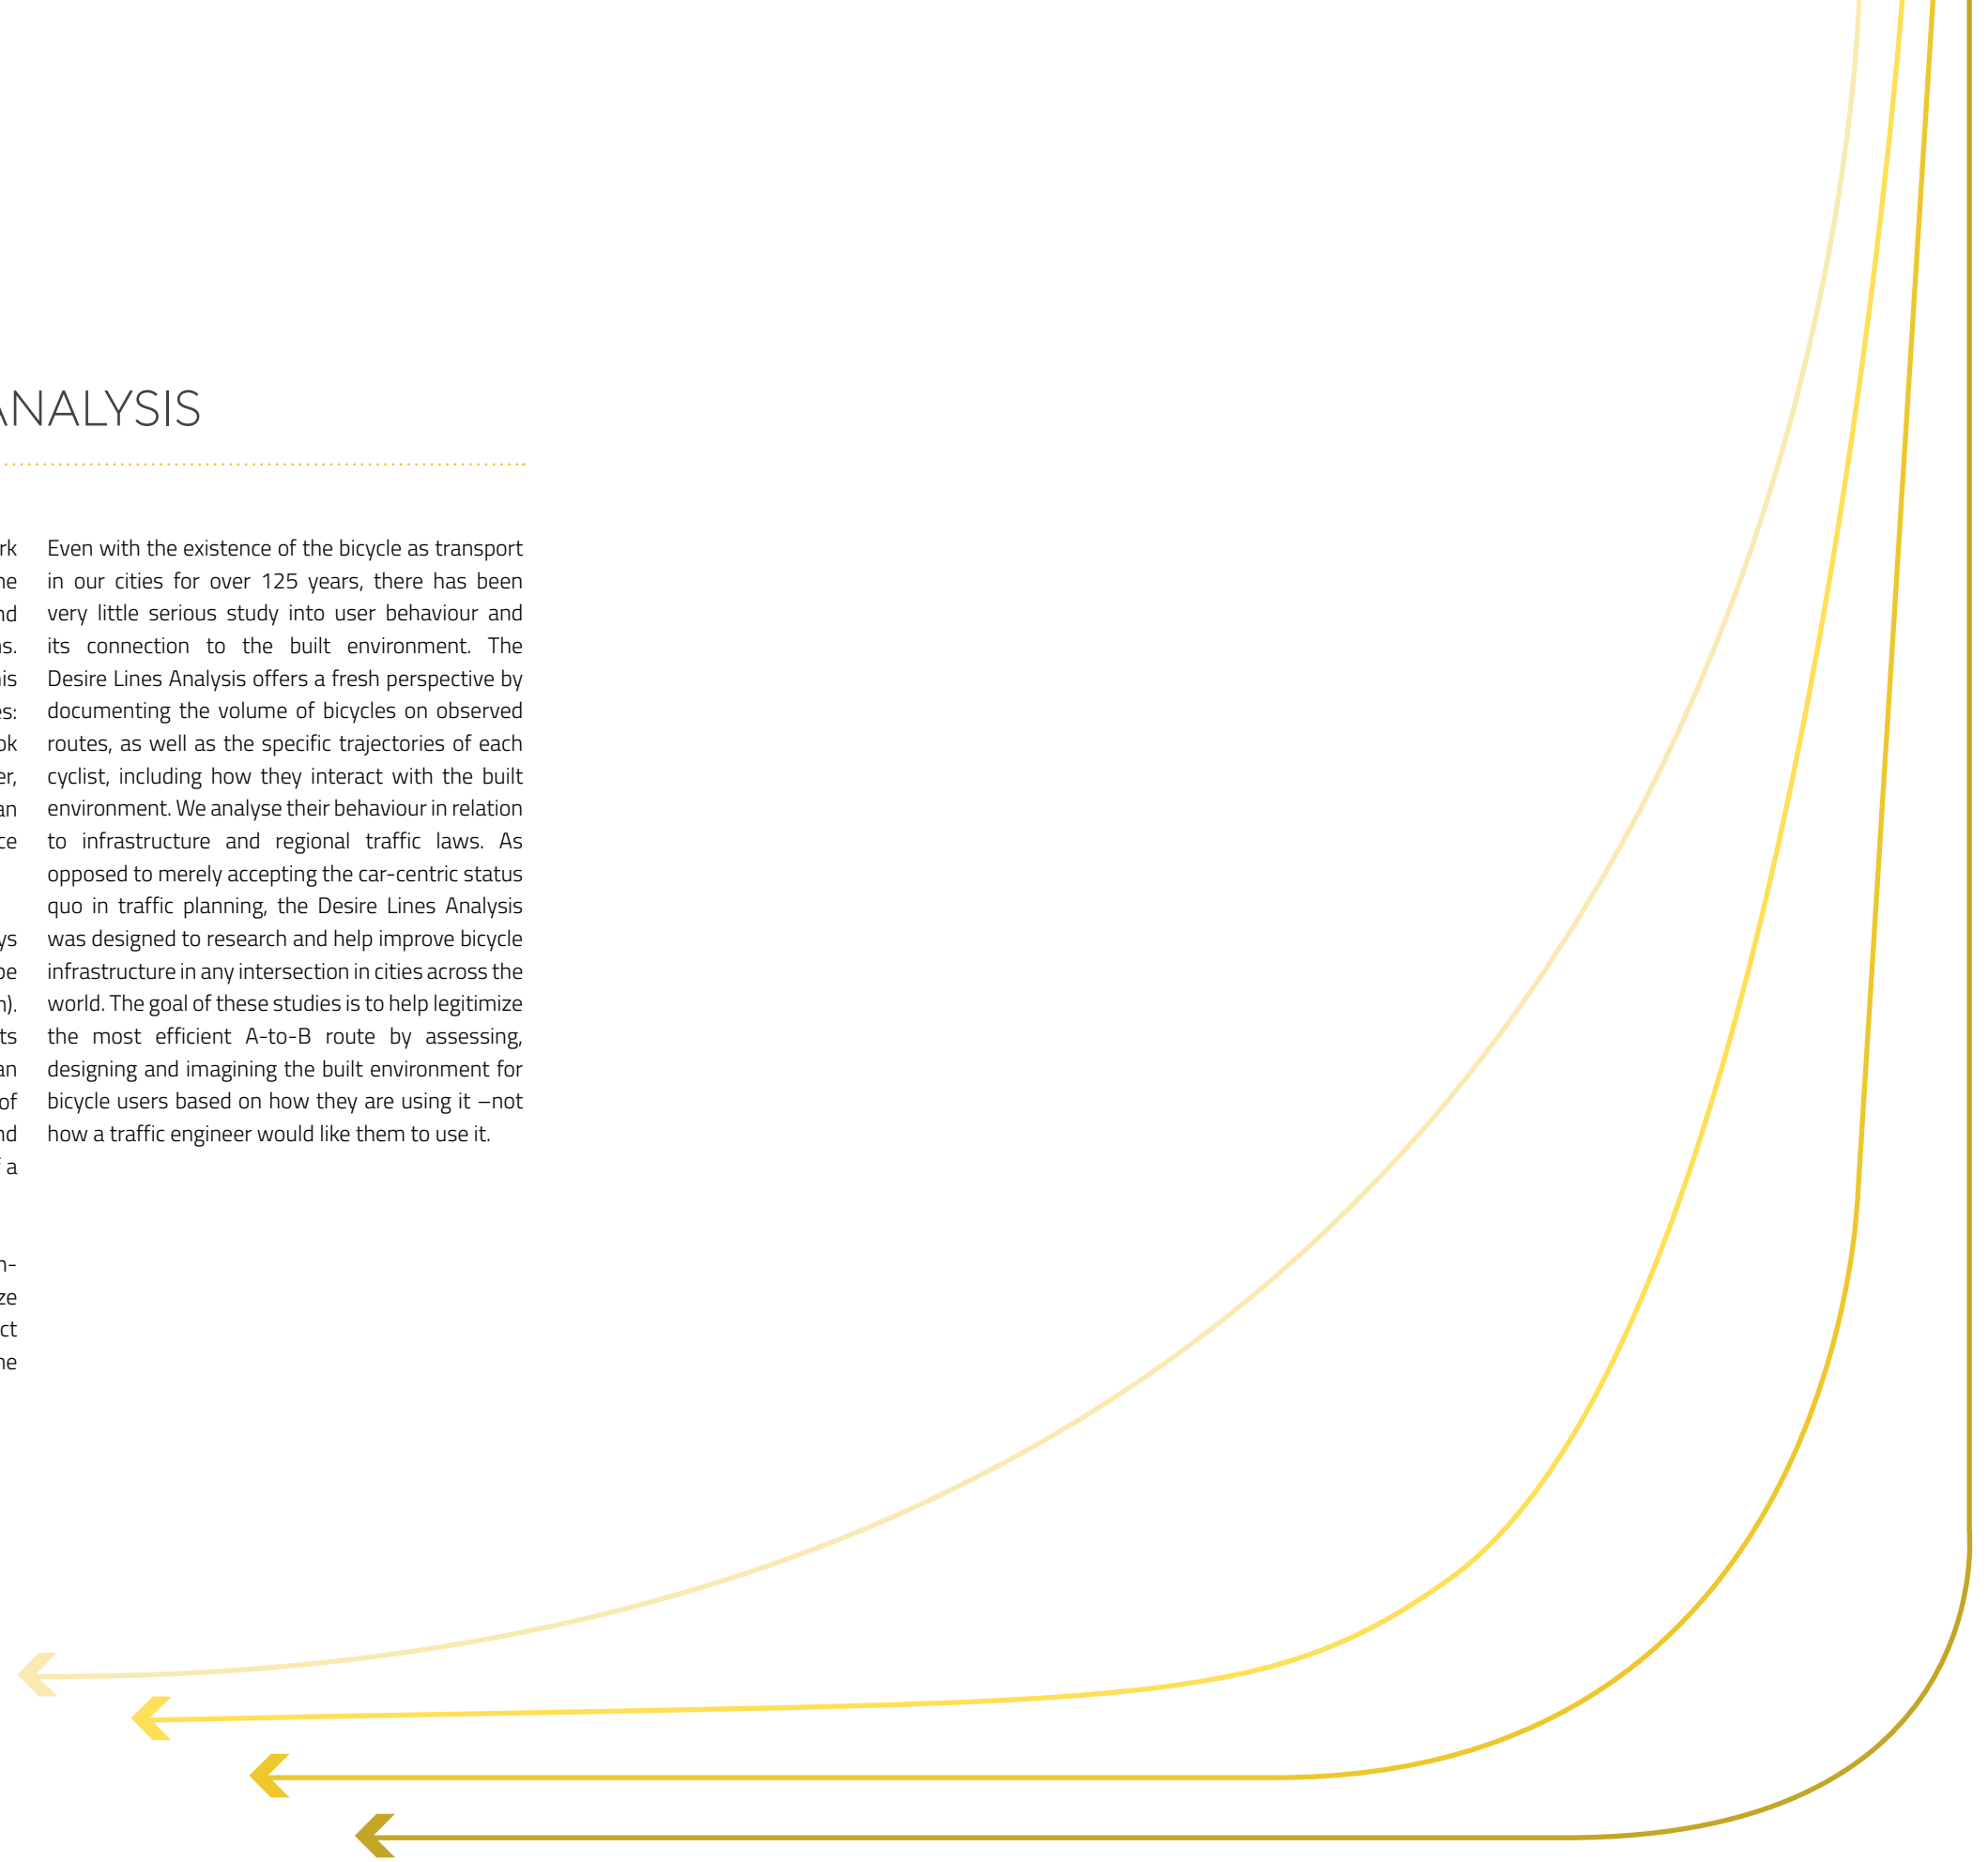 ANALYSIS
Even with the existence of the bicycle as transport
in our cities for over 125 years, there has been
very little serious study into user behaviour and
its connection to the built environment. The
Desire Lines Analysis offers a fresh perspective by
documenting the volume of bicycles on observed
routes, as well as the specific trajectories of each
cyclist, including how they interact with the built
environment. We analyse their behaviour in relation
to infrastructure and regional traffic laws. As
opposed to merely accepting the car-centric status
quo in traffic planning, the Desire Lines Analysis
was designed to research and help improve bicycle
infrastructure in any intersection in cities across the
world. The goal of these studies is to help legitimize
the most efficient A-to-B route by assessing,
designing and imagining the built environment for
bicycle users based on how they are using it –not
how a traffic engineer would like them to use it.